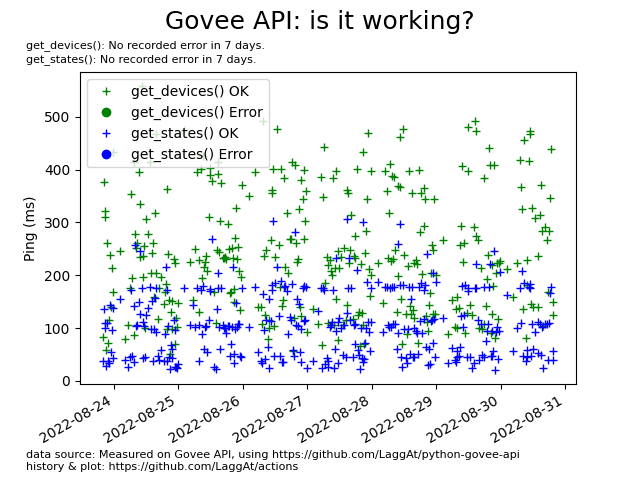 Govee API: is it working?
get_devices(): No recorded error in 7 days.
get_states(): No recorded error in 7 days.
get_devices() OK
get_devices() Error
get_states() OK
get_states() Error
Ping (ms)
500
400
300
200
100
0
2022-08-24
2022-08-25
2022-08-26
2022-08-27
2022-08-28
2022-08-29
2022-08-30
2022-08-31
data source: Measured on Govee API, using https://github.com/LaggAt/python-govee-api
history & plot: https://github.com/LaggAt/actions